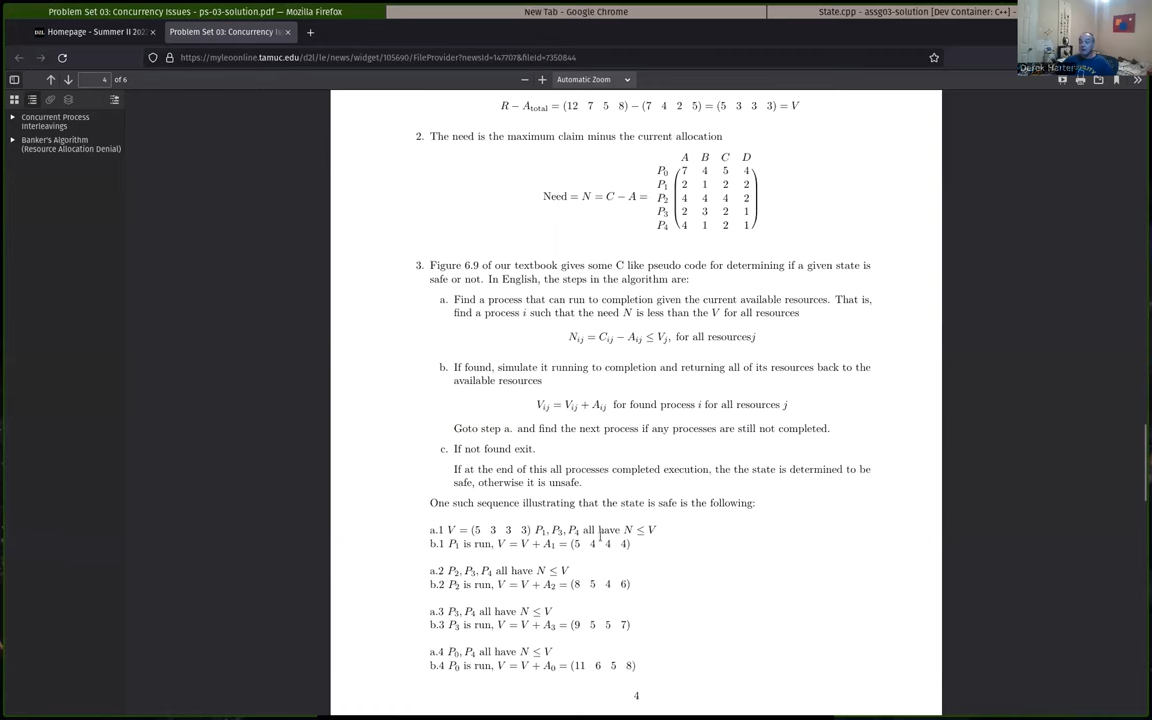 Problem Set 03: Concurrency Issues - ps-03-solution.pdf — Mozilla Firefox
New Tab - Google Chrome
State.cpp - assg03-solution [Dev Container: C++]
Homepage - Summer II 202
Problem Set 03: Concurrency I
https://myleoonline.tamuc.edu/d2l/le/news/widget/105690/FileProvider?newsId=147707&fileId=7350844
Derek Harter
4 of 6
Automatic Zoom
Concurrent Process Interleavings
Banker's Algorithm (Resource Allocation Denial)
R − Atotal = (12 7 5 8) − (7 4 2 5) = (5 3 3 3) = V
2. The need is the maximum claim minus the current allocation
A B C D
P0 7 4 5 4
P1 2 1 2 2
Need = N = C − A = P2 4 4 4 2
P3 2 3 2 1
P4 4 1 2 1
3. Figure 6.9 of our textbook gives some C like pseudo code for determining if a given state is
safe or not. In English, the steps in the algorithm are:
a. Find a process that can run to completion given the current available resources. That is,
find a process i such that the need N is less than the V for all resources
Nij = Cij − Aij ≤ Vj, for all resourcesj
b. If found, simulate it running to completion and returning all of its resources back to the
available resources
Vij = Vij + Aij for found process i for all resources j
Goto step a. and find the next process if any processes are still not completed.
c. If not found exit.
If at the end of this all processes completed execution, the the state is determined to be
safe, otherwise it is unsafe.
One such sequence illustrating that the state is safe is the following:
a.1 V = (5 3 3 3) P1, P3, P4 all have N ≤ V
b.1 P1 is run, V = V + A1 = (5 4 4 4)
a.2 P2, P3, P4 all have N ≤ V
b.2 P2 is run, V = V + A2 = (8 5 4 6)
a.3 P3, P4 all have N ≤ V
b.3 P3 is run, V = V + A3 = (9 5 5 7)
a.4 P0, P4 all have N ≤ V
b.4 P0 is run, V = V + A0 = (11 6 5 8)
4